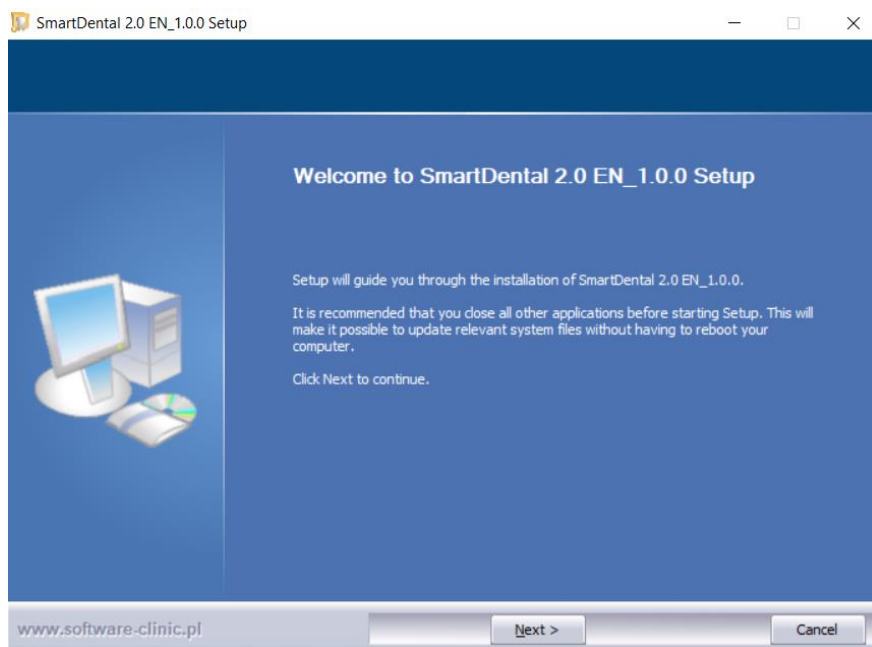 SmartDental 2.0 EN_1.0.0 Setup
Welcome to SmartDental 2.0 EN_1.0.0 Setup
Setup will guide you through the installation of SmartDental 2.0 EN_1.0.0.
It is recommended that you close all other applications before starting Setup. This will
make it possible to update relevant system files without having to reboot your
computer.
Click Next to continue.
www.software-clinic.pl
Next >
Cancel